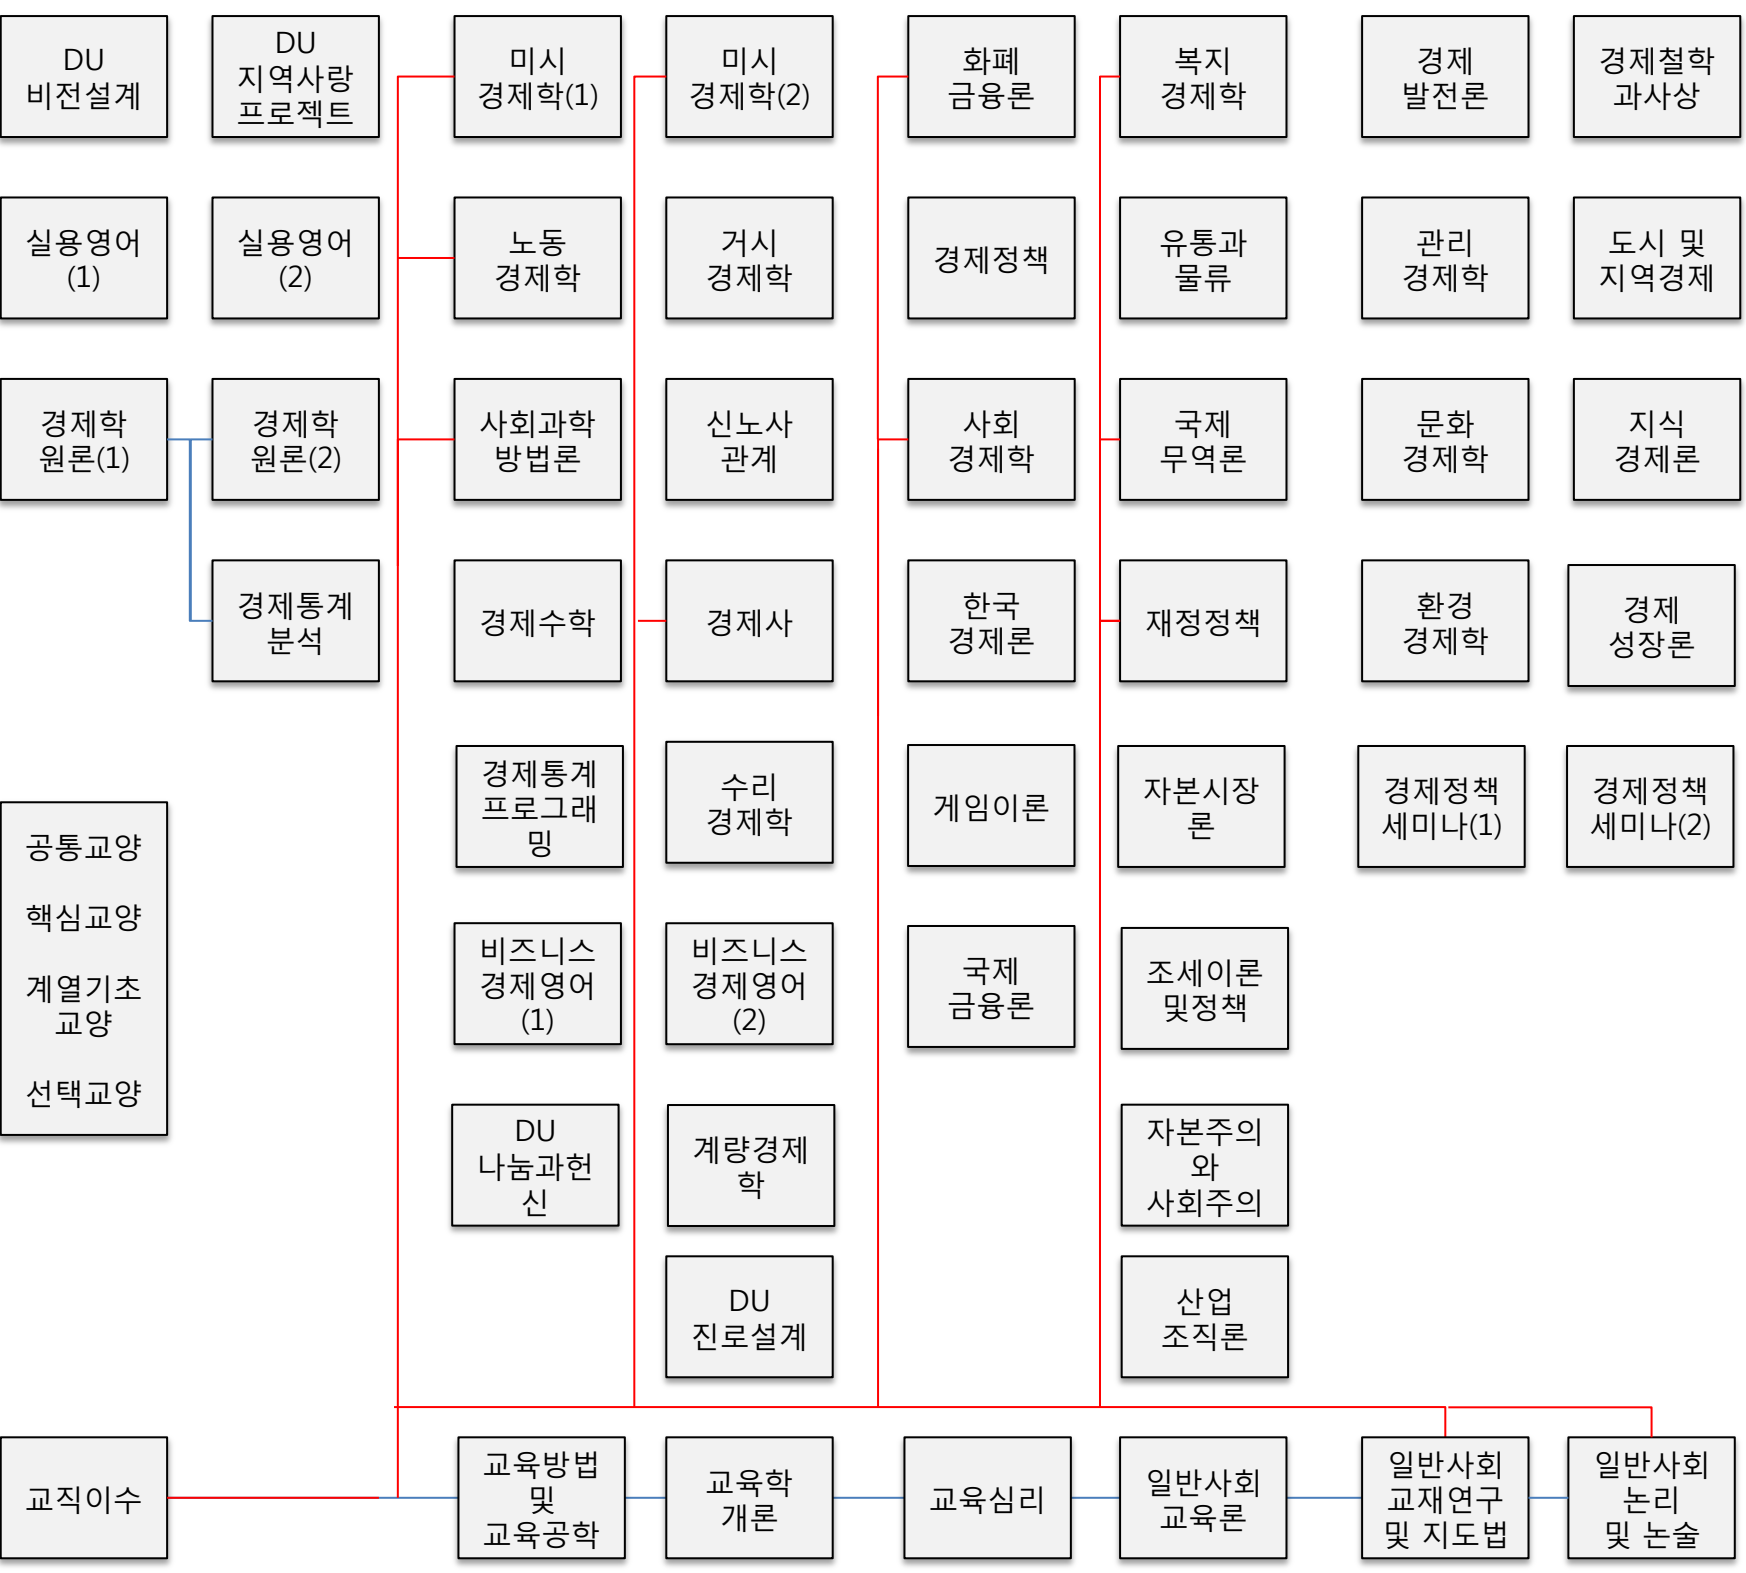 DU
비전설계
DU
지역사랑
프로젝트
미시
경제학(1)
미시
경제학(2)
화폐
금융론
복지
경제학
경제
발전론
경제철학
과사상
실용영어
(1)
실용영어
(2)
노동
경제학
거시
경제학
경제정책
유통과
물류
관리
경제학
도시 및
지역경제
경제학
원론(1)
경제학
원론(2)
사회과학
방법론
신노사
관계
사회
경제학
국제
무역론
문화
경제학
지식
경제론
경제통계
분석
경제수학
경제사
한국
경제론
재정정책
환경
경제학
경제
성장론
경제통계
프로그래
밍
수리
경제학
게임이론
자본시장
론
경제정책
세미나(1)
경제정책
세미나(2)
공통교양
핵심교양
계열기초
교양
선택교양
비즈니스
경제영어
(1)
비즈니스
경제영어
(2)
국제
금융론
조세이론
및정책
DU
나눔과헌
신
계량경제
학
자본주의
와
사회주의
DU
진로설계
산업
조직론
교직이수
교육방법
및
교육공학
교육학
개론
교육심리
일반사회
교육론
일반사회
교재연구
및 지도법
일반사회
논리
및 논술